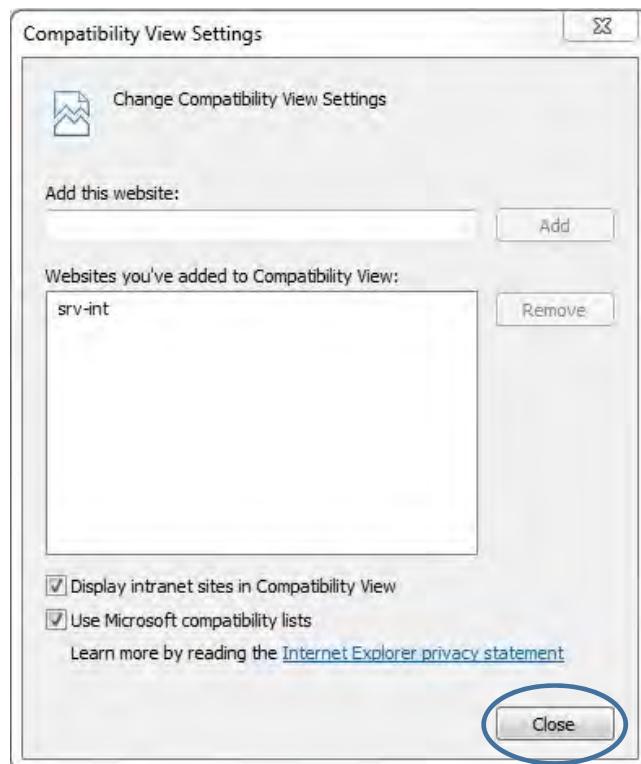 Compatibility View Settings
Change Compatibility View Settings
Add this website:
Add
Websites you've added to Compatibility View:
srv-int
Remove
Display intranet sites in Compatibility View
Use Microsoft compatibility lists
Learn more by reading the Internet Explorer privacy statement
Close